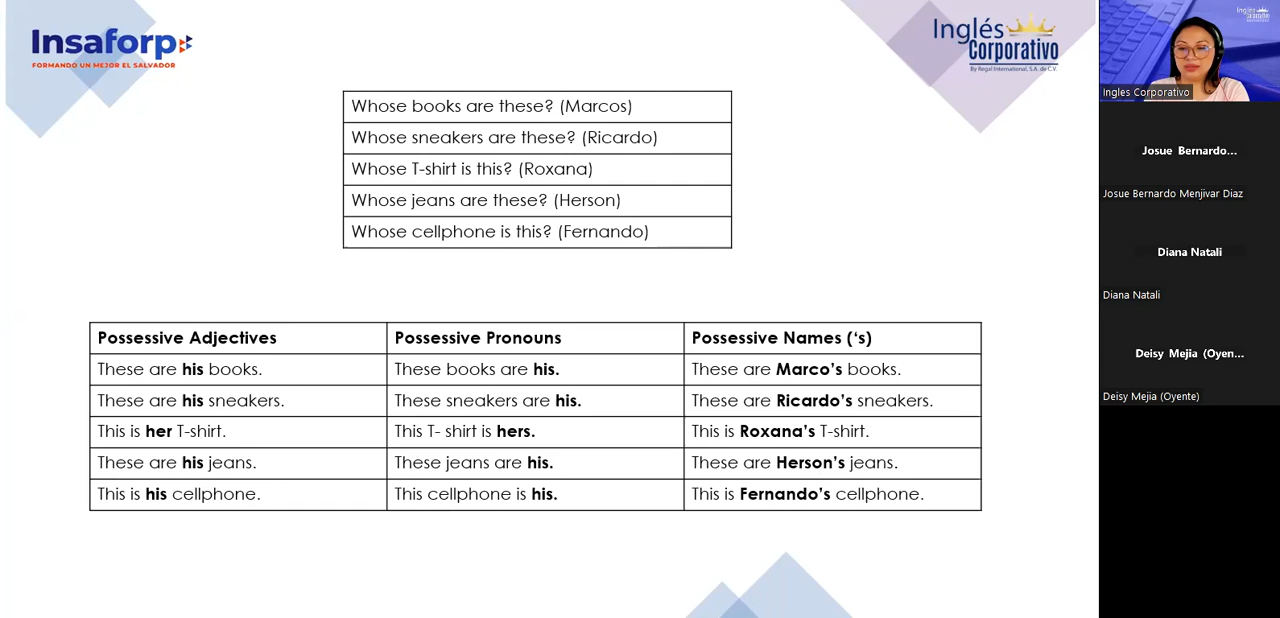 Insaforp
FORMANDO UN MEJOR EL SALVADOR
Inglés
Corporativo
By Regal International, S.A. de C.V.
Whose books are these? (Marcos)
Whose sneakers are these? (Ricardo)
Whose T-shirt is this? (Roxana)
Whose jeans are these? (Herson)
Whose cellphone is this? (Fernando)
Possessive Adjectives Possessive Pronouns Possessive Names (‘s)
These are his books. These books are his. These are Marco’s books.
These are his sneakers. These sneakers are his. These are Ricardo’s sneakers.
This is her T-shirt. This T- shirt is hers. This is Roxana’s T-shirt.
These are his jeans. These jeans are his. These are Herson’s jeans.
This is his cellphone. This cellphone is his. This is Fernando’s cellphone.
Inglés
Ingles Corporativo
Josue Bernardo...
Josue Bernardo Menjivar Diaz
Diana Natali
Diana Natali
Deisy Mejia (Oyen...
Deisy Mejia (Oyente)